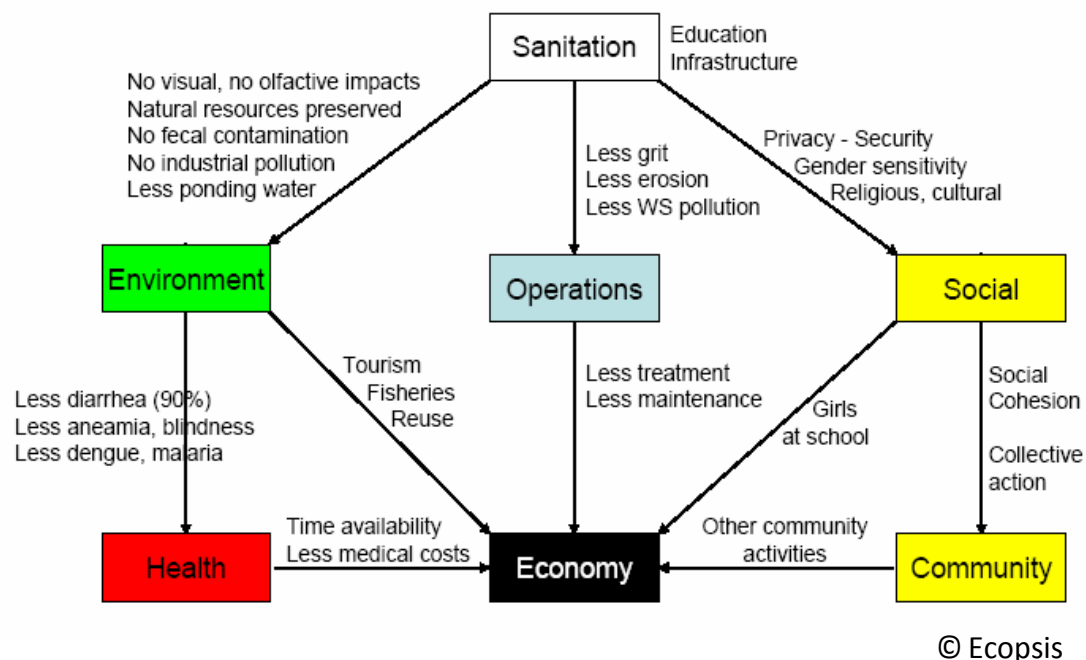 Sanitation
Education
Infrastructure
No visual, no olfactive impacts
Natural resources preserved
No fecal contamination
No industrial pollution
Less ponding water
Less grit
Less erosion
Less WS pollution
Privacy - Security
Gender sensitivity
Religious, cultural
Environment
Operations
Social
Less diarrhea (90%)
Less aneamia, blindness
Less dengue, malaria
Tourism
Fisheries
Reuse
Less treatment
Less maintenance
Girls
at school
Social
Cohesion
Collective
action
Health
Time availability
Less medical costs
Economy
Other community
activities
Community
© Ecopsis